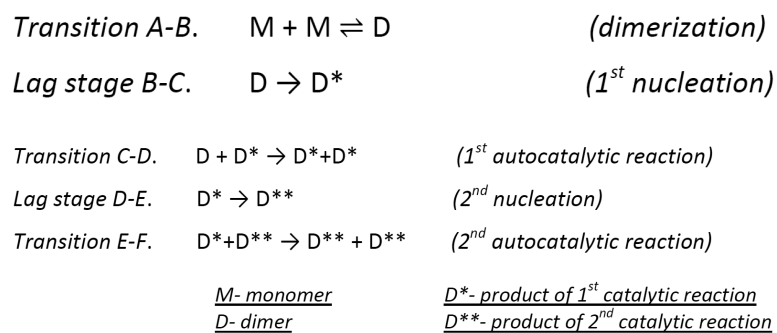 Transition A-B. M + M ⇌ D (dimerization)
Lag stage B-C. D → D* (1st nucleation)
Transition C-D. D + D* → D*+D* (1st autocatalytic reaction)
Lag stage D-E. D* → D** (2nd nucleation)
Transition E-F. D*+D** → D** + D** (2nd autocatalytic reaction)
M- monomer D*- product of 1st catalytic reaction
D- dimer D**- product of 2nd catalytic reaction